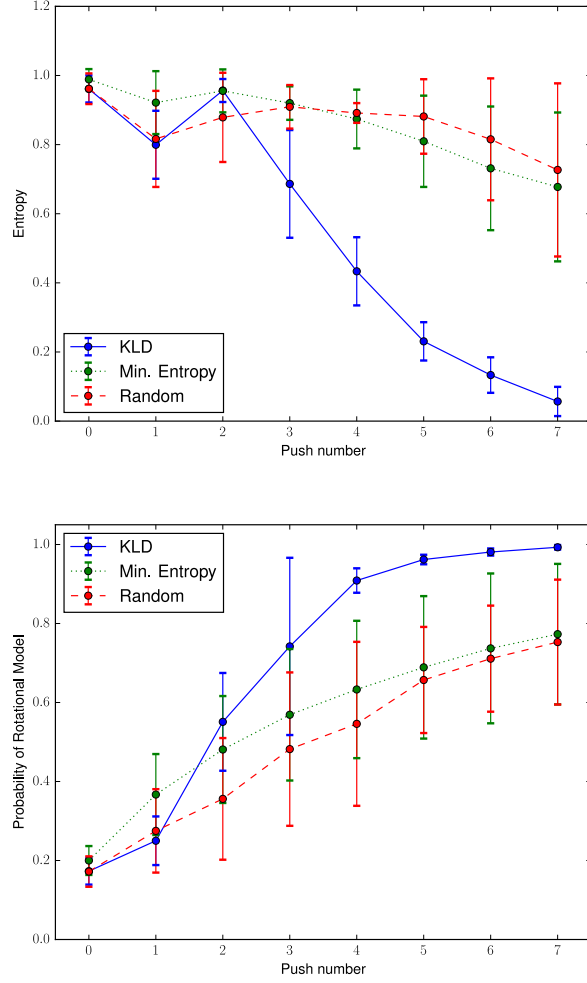 1.2
1.0
0.8
0.6
0.4
0.2
0.0
Entropy
KLD
Min. Entropy
Random
0 1 2 3 4 5 6 7
Push number
1.0
0.8
0.6
0.4
0.2
0.0
Probability of Rotational Model
KLD
Min. Entropy
Random
0 1 2 3 4 5 6 7
Push number